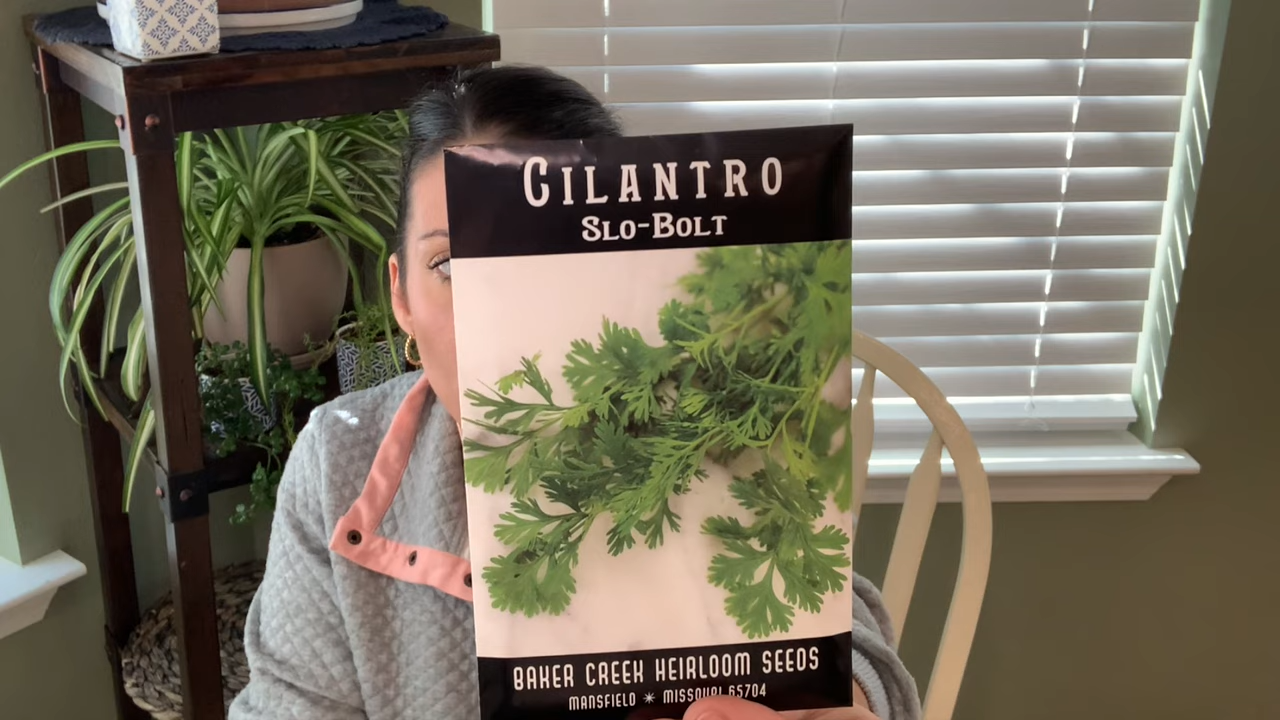 CILANTRO
SLO-BOLT
BAKER CREEK HEIRLOOM SEEDS
MANSFIELD ✴ MISSOURI 65704